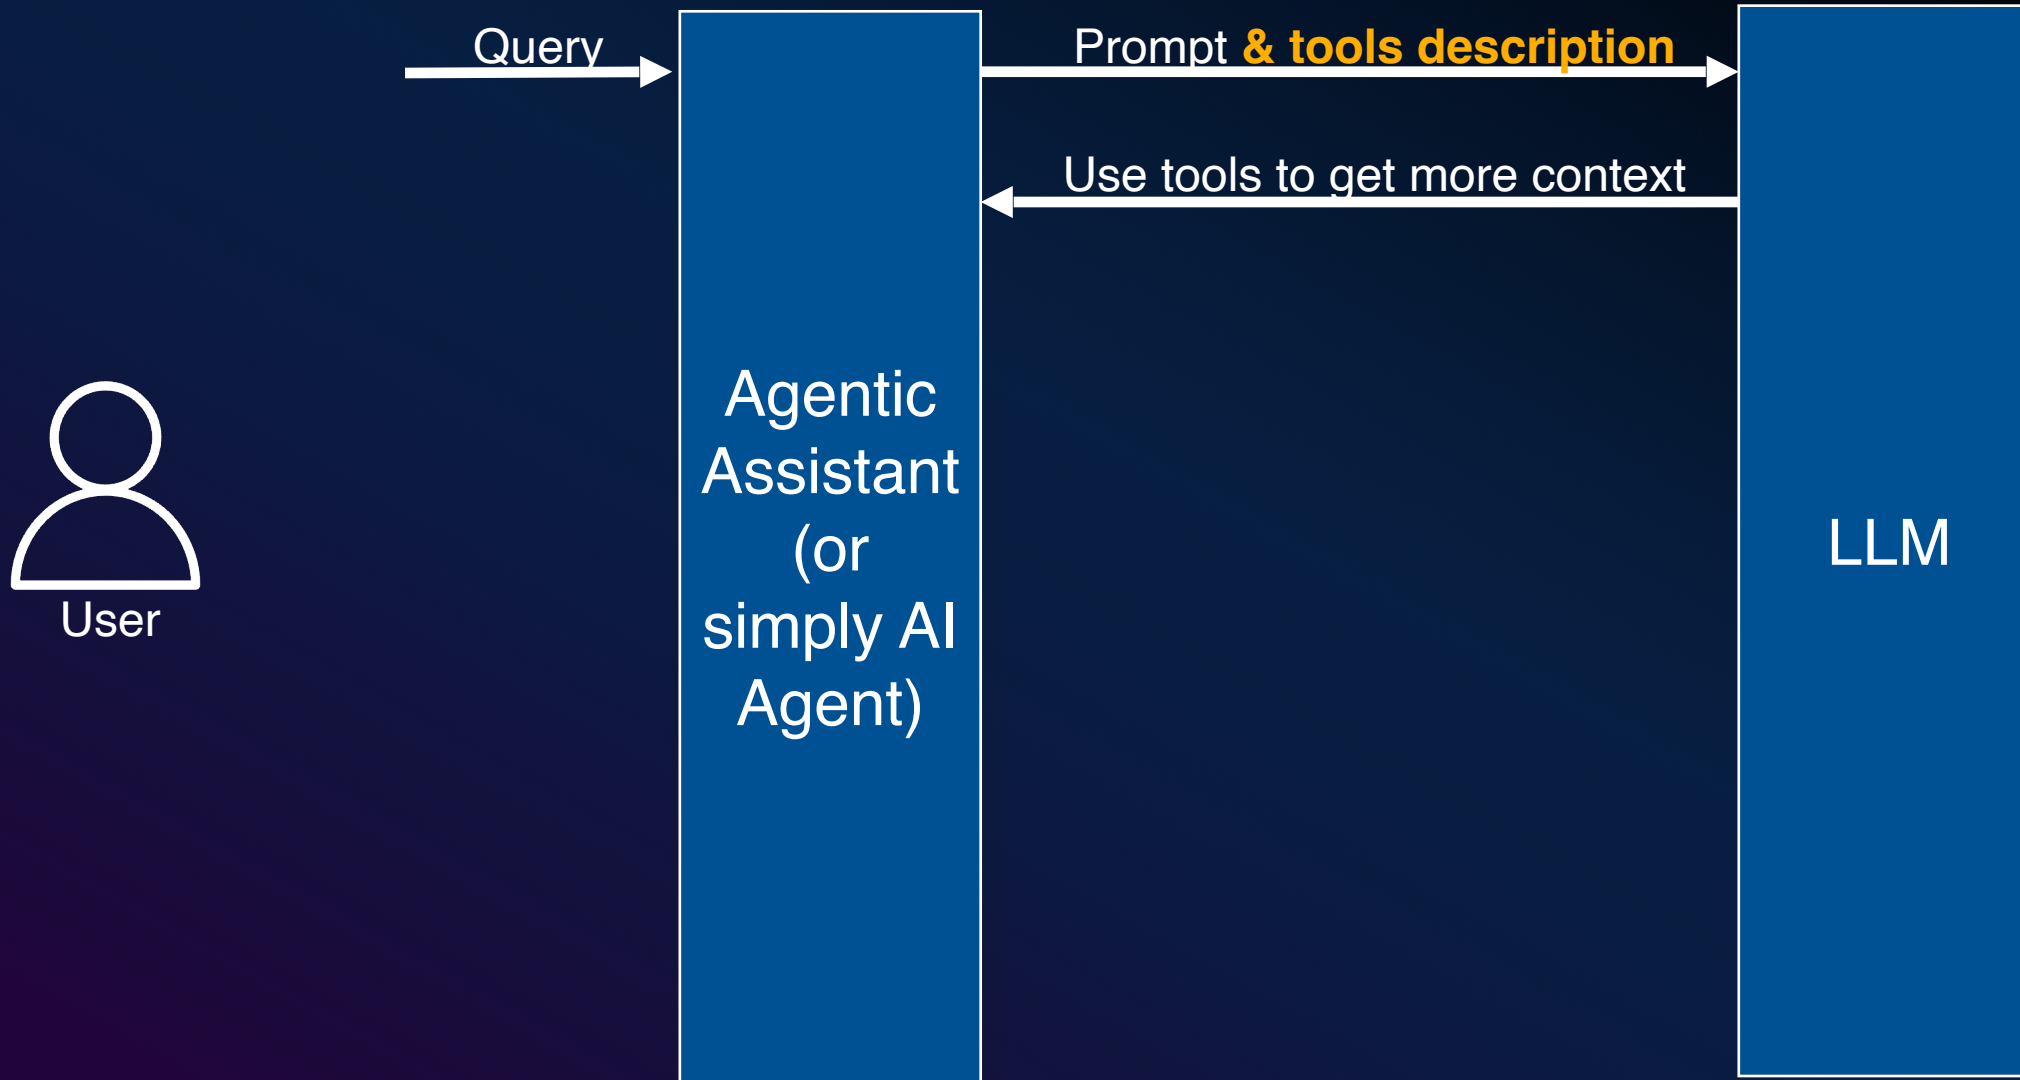 Query
Prompt & tools description
Use tools to get more context
User
Agentic
Assistant
(or
simply AI
Agent)
LLM